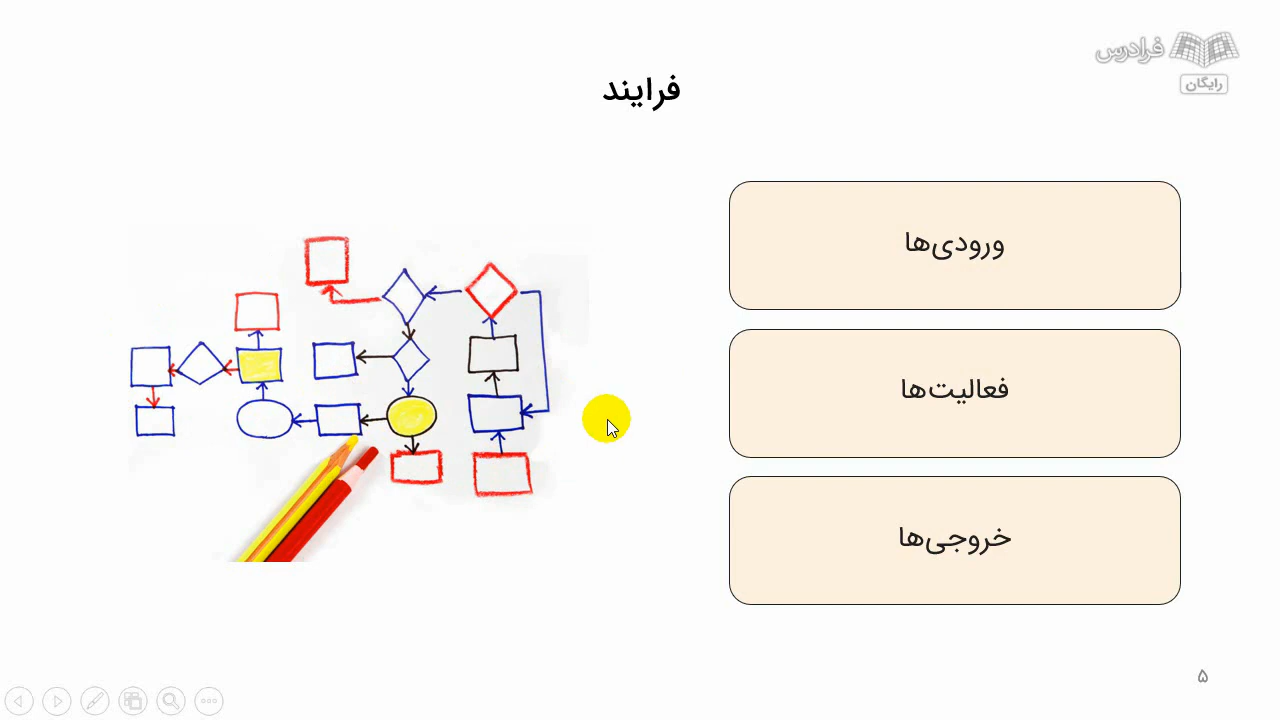 فرادرس
رایگان
فرایند
ورودی‌ها
فعالیت‌ها
خروجی‌ها
۵